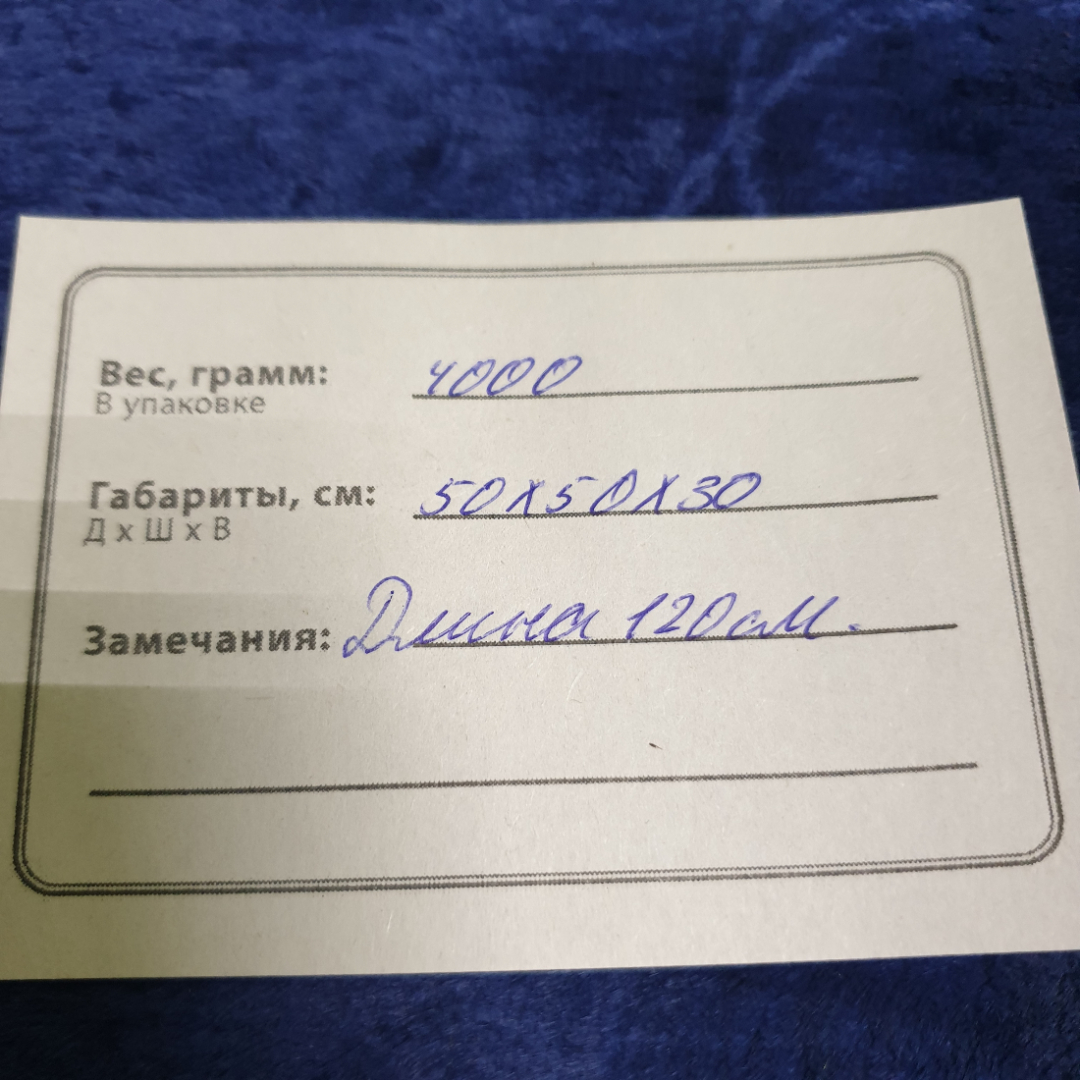 Вес, грамм: 4000
В упаковке
Габариты, см: 50х50х30
Д х Ш х В
Замечания: Длина 120см.